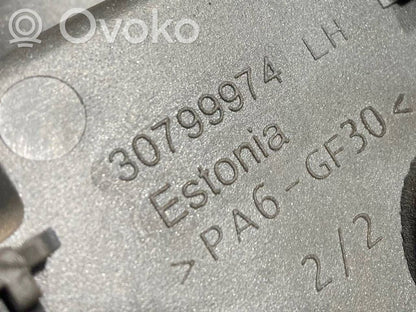 Ovoko
30799974 LH
Estonia
>PA6-GF30<
2/2